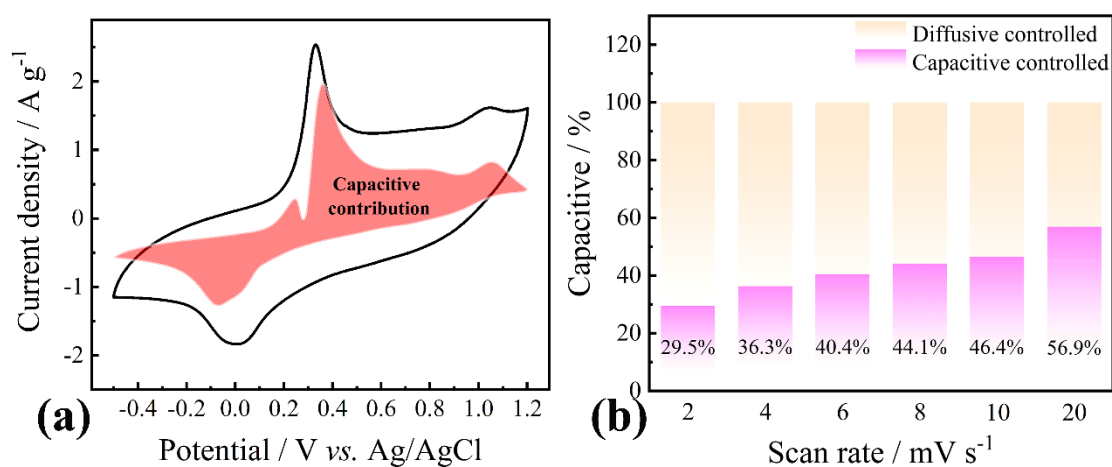 Current density / A g⁻¹
2
1
0
-1
-2
Capacitive
contribution
-0.4 -0.2 0.0 0.2 0.4 0.6 0.8 1.0 1.2
Potential / V vs. Ag/AgCl
(a)
Capacitive / %
120
100
80
60
40
20
0
Diffusive controlled
Capacitive controlled
29.5% 36.3% 40.4% 44.1% 46.4% 56.9%
2 4 6 8 10 20
Scan rate / mV s⁻¹
(b)